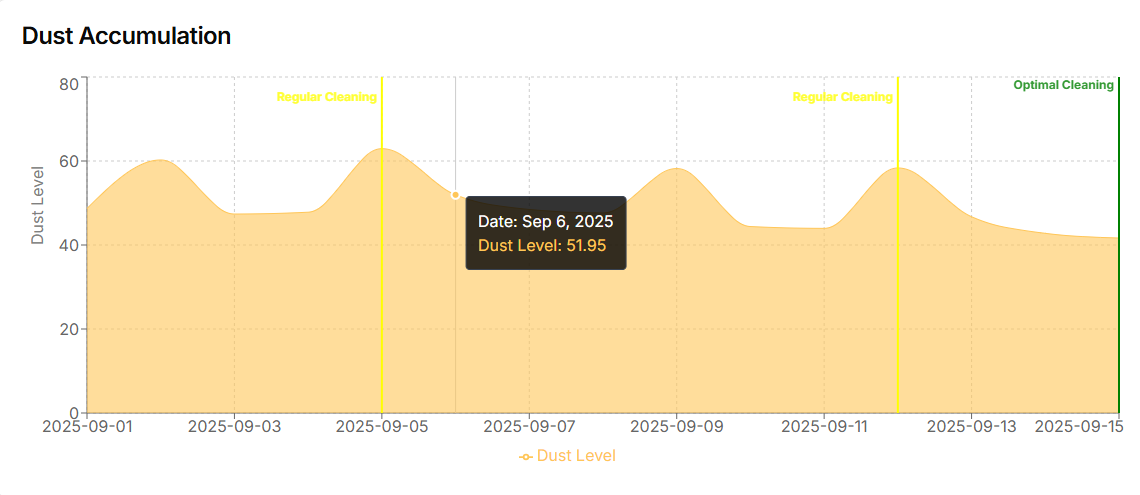 Dust Accumulation
80
Regular Cleaning
Regular Cleaning
Optimal Cleaning
60
Dust Level
Date: Sep 6, 2025
Dust Level: 51.95
40
20
0
2025-09-01 2025-09-03 2025-09-05 2025-09-07 2025-09-09 2025-09-11 2025-09-13 2025-09-15
Dust Level